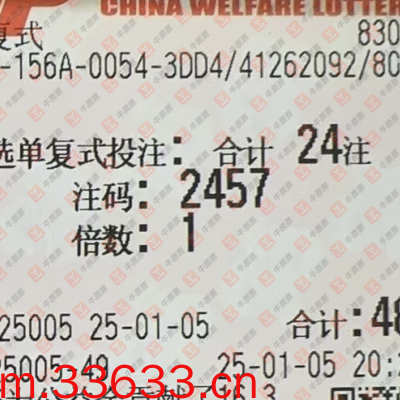 CHINA WELFARE LOTTER
复式 830
-156A-0054-3DD4/41262092/80
选单复式投注: 合计 24注
注码: 2457
倍数: 1
25005 25-01-05 合计:48
25005 49 25-01-05 20:
m.33633.cn